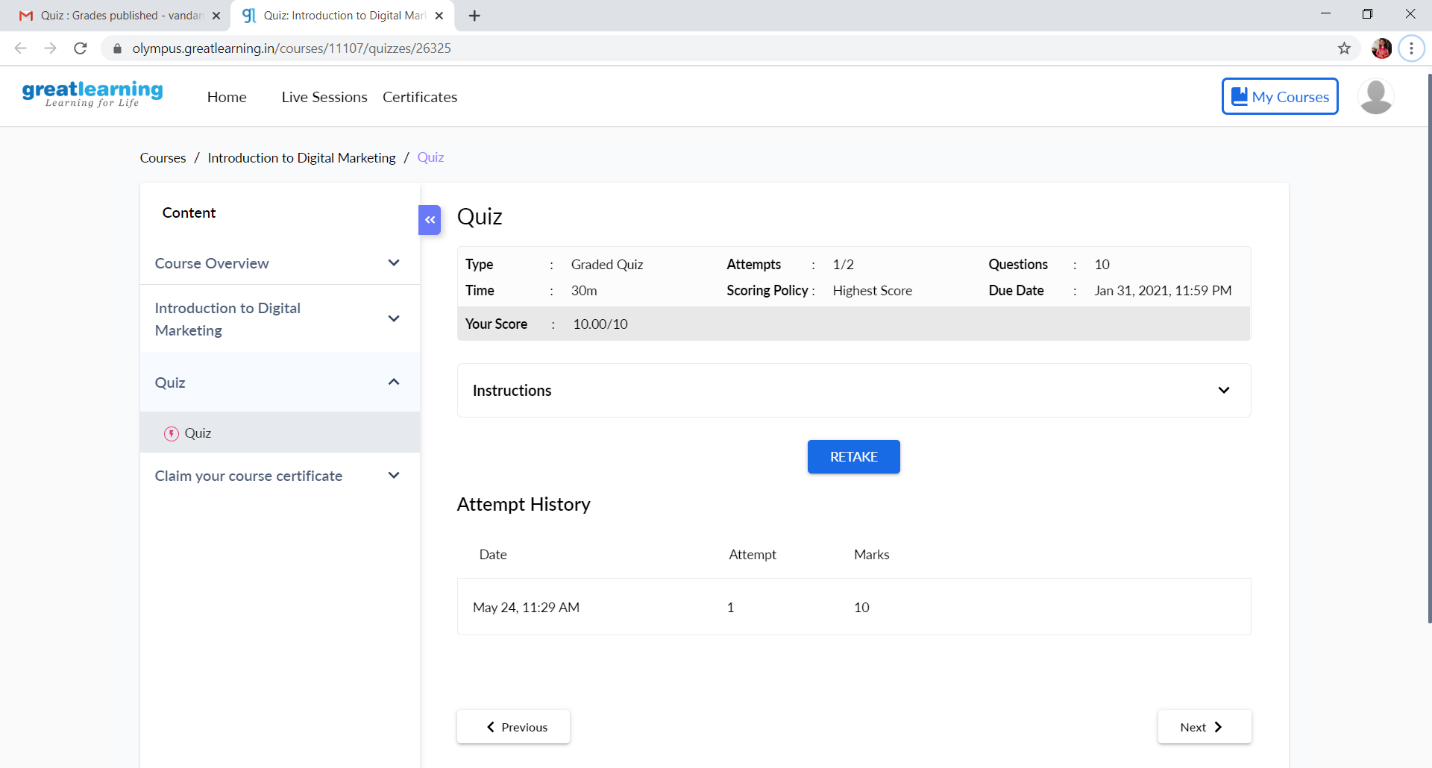 Quiz : Grades published - vandan
Quiz: Introduction to Digital Mar
olympus.greatlearning.in/courses/11107/quizzes/26325
greatlearning
Learning for Life
Home Live Sessions Certificates
My Courses
Courses / Introduction to Digital Marketing / Quiz
Content
Course Overview
Introduction to Digital
Marketing
Quiz
Quiz
Claim your course certificate
Quiz
Type : Graded Quiz Attempts : 1/2 Questions : 10
Time : 30m Scoring Policy : Highest Score Due Date : Jan 31, 2021, 11:59 PM
Your Score : 10.00/10
Instructions
RETAKE
Attempt History
Date Attempt Marks
May 24, 11:29 AM 1 10
Previous
Next